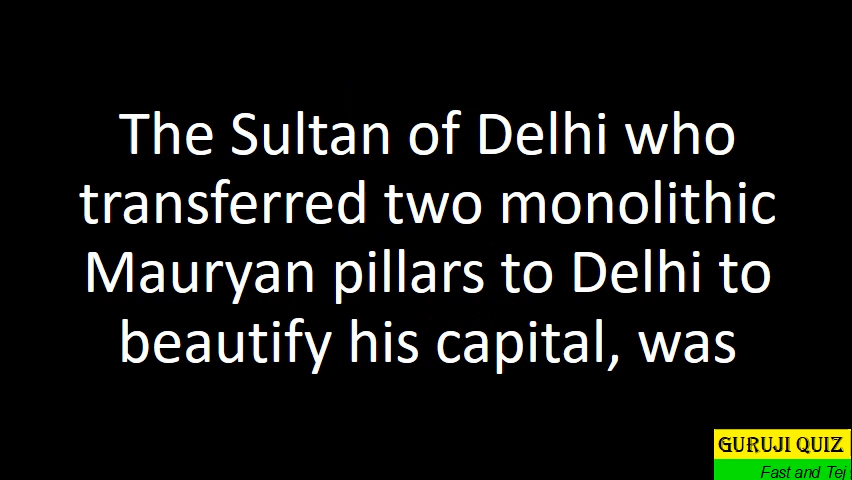 The Sultan of Delhi who
transferred two monolithic
Mauryan pillars to Delhi to
beautify his capital, was
GURUJI QUIZ
Fast and Tej